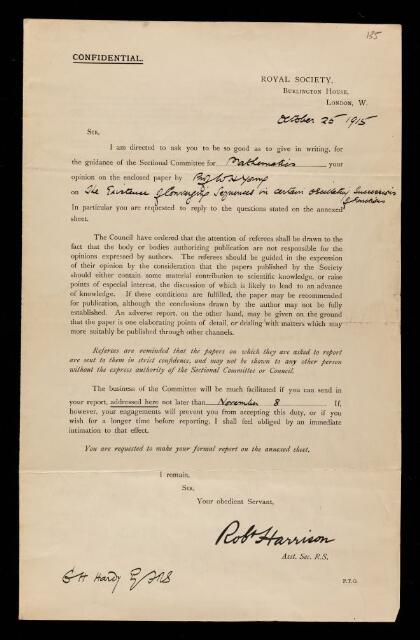 135
CONFIDENTIAL.
ROYAL SOCIETY,
BURLINGTON HOUSE,
LONDON, W.
October 25 1915
SIR,
I am directed to ask you to be so good as to give in writing, for
the guidance of the Sectional Committee for Mathematics your
opinion on the enclosed paper by Prof W H Young
on The Existence of Converging Sequences in certain Oscillating Successions
of Functions
In particular you are requested to reply to the questions stated on the annexed
sheet.
The Council have ordered that the attention of referees shall be drawn to the
fact that the body or bodies authorizing publication are not responsible for the
opinions expressed by authors. The referees should be guided in the expression
of their opinion by the consideration that the papers published by the Society
should either contain some material contribution to scientific knowledge, or raise
points of especial interest, the discussion of which is likely to lead to an advance
of knowledge. If these conditions are fulfilled, the paper may be recommended
for publication, although the conclusions drawn by the author may not be fully
established. An adverse report, on the other hand, may be given on the ground
that the paper is one elaborating points of detail, or dealing with matters which may
more suitably be published through other channels.
Referees are reminded that the papers on which they are asked to report
are sent to them in strict confidence, and may not be shown to any other person
without the express authority of the Sectional Committee or Council.
The business of the Committee will be much facilitated if you can send in
your report, addressed here not later than November 8 If,
however, your engagements will prevent you from accepting this duty, or if you
wish for a longer time before reporting, I shall feel obliged by an immediate
intimation to that effect.
You are requested to make your formal report on the annexed sheet.
I remain,
SIR,
Your obedient Servant,
Robt Harrison
Asst. Sec. R.S.
G H Hardy Esq FRS
P.T.O.